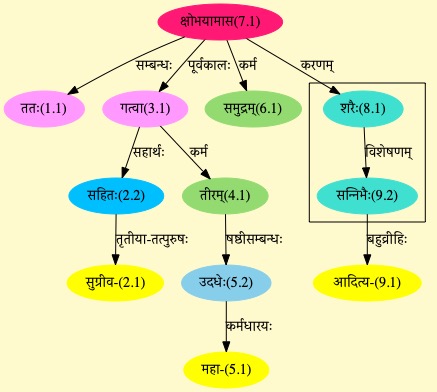 क्षोभयामास(7.1)
सम्बन्धः पूर्वकालः कर्म करणम्
ततः(1.1) गत्वा(3.1) समुद्रम्(6.1) शरैः(8.1)
सहार्थः कर्म विशेषणम्
सहितः(2.2) तीरम्(4.1) सन्निभैः(9.2)
तृतीया-तत्पुरुषः षष्ठीसम्बन्धः बहुव्रीहिः
सुग्रीव-(2.1) उदधेः(5.2) आदित्य-(9.1)
कर्मधारयः
महा-(5.1)